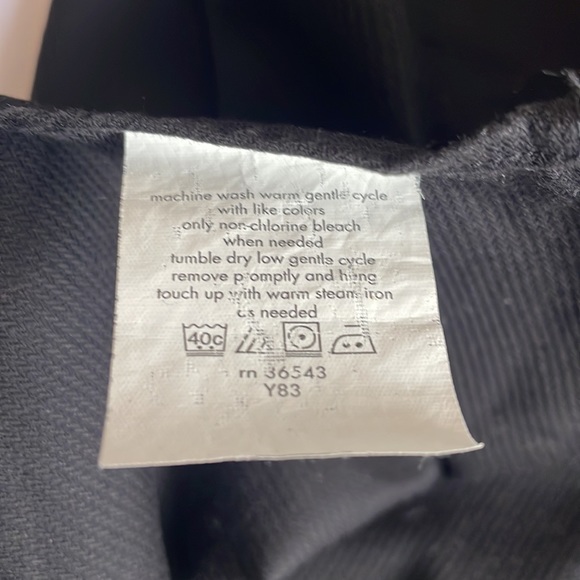 machine wash warm gentle cycle
with like colors
only non-chlorine bleach
when needed
tumble dry low gentle cycle
remove promptly and hang
touch up with warm steam iron
as needed
40c
rn 36543
Y83